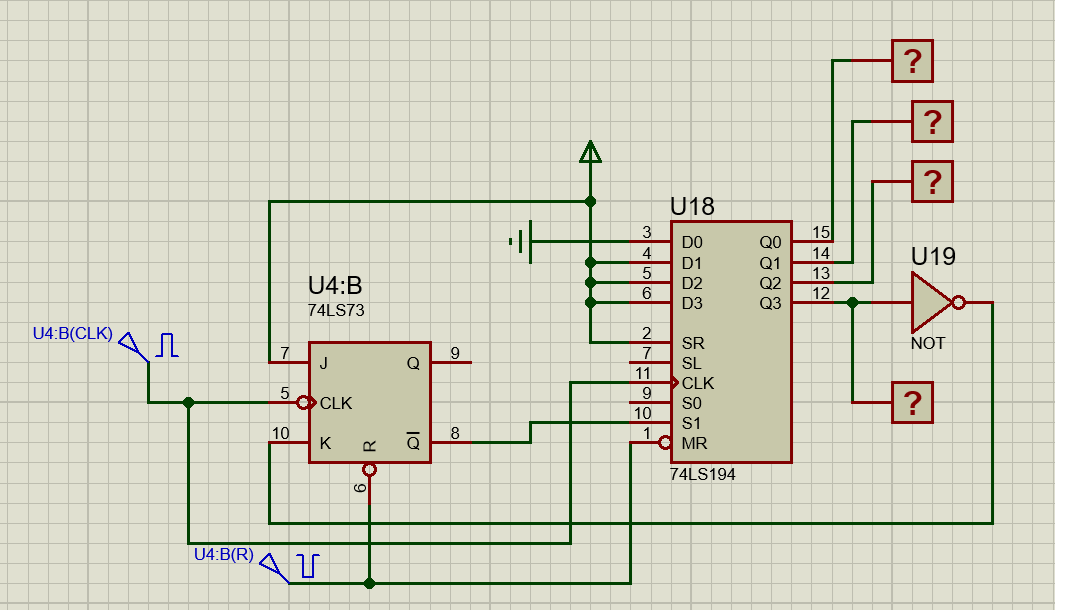 ?
?
?
U18
3 D0 Q0 15
4 D1 Q1 14
5 D2 Q2 13
6 D3 Q3 12
2 SR
7 SL
11 CLK
9 S0
10 S1
1 MR
74LS194
U19
NOT
?
U4:B
74LS73
U4:B(CLK)
7 J Q 9
5 CLK
10 K Q 8
R
6
U4:B(R)